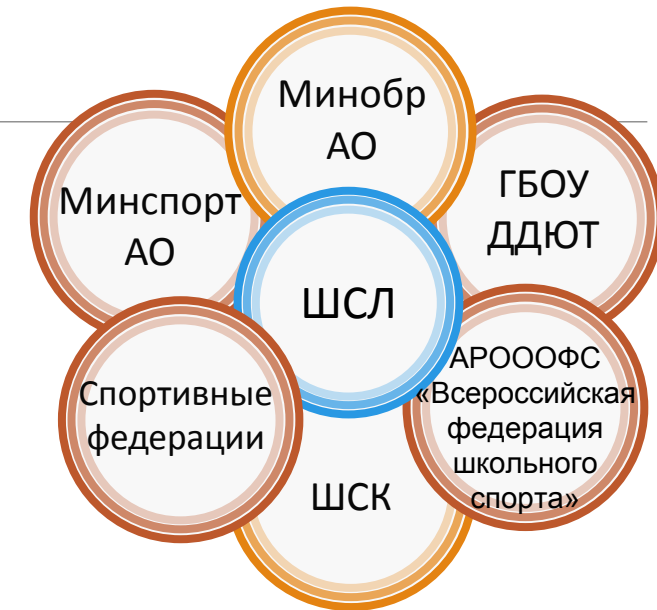 Минобр
АО
Минспорт
АО
ГБОУ
ДДЮТ
ШСЛ
Спортивные
федерации
АРОООФС
«Всероссийская
федерация
школьного
спорта»
ШСК